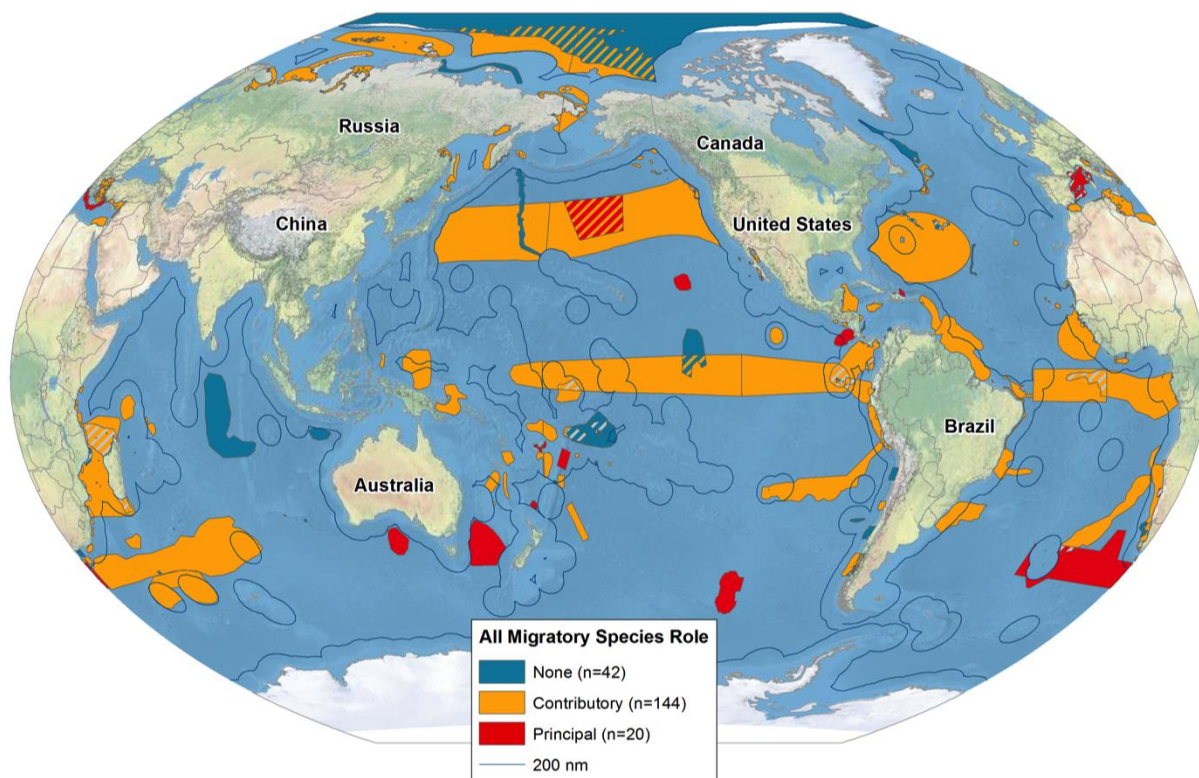 Russia
Canada
China
United States
Brazil
Australia
All Migratory Species Role
None (n=42)
Contributory (n=144)
Principal (n=20)
200 nm